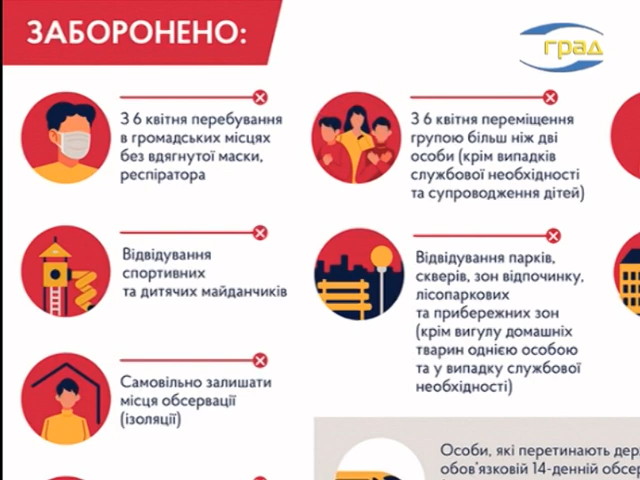 ЗАБОРОНЕНО:
град
З 6 квітня перебування
в громадських місцях
без вдягнутої маски,
респіратора
З 6 квітня переміщення
групою більш ніж дві
особи (крім випадків
службової необхідності
та супроводження дітей)
Відвідування
спортивних
та дитячих майданчиків
Відвідування парків,
скверів, зон відпочинку,
лісопаркових
та прибережних зон
(крім вигулу домашніх
тварин однією особою
та у випадку службової
необхідності)
Самовільно залишати
місця обсервації
(ізоляції)
Особи, які перетинають дер
обов'язковій 14-денній обсер